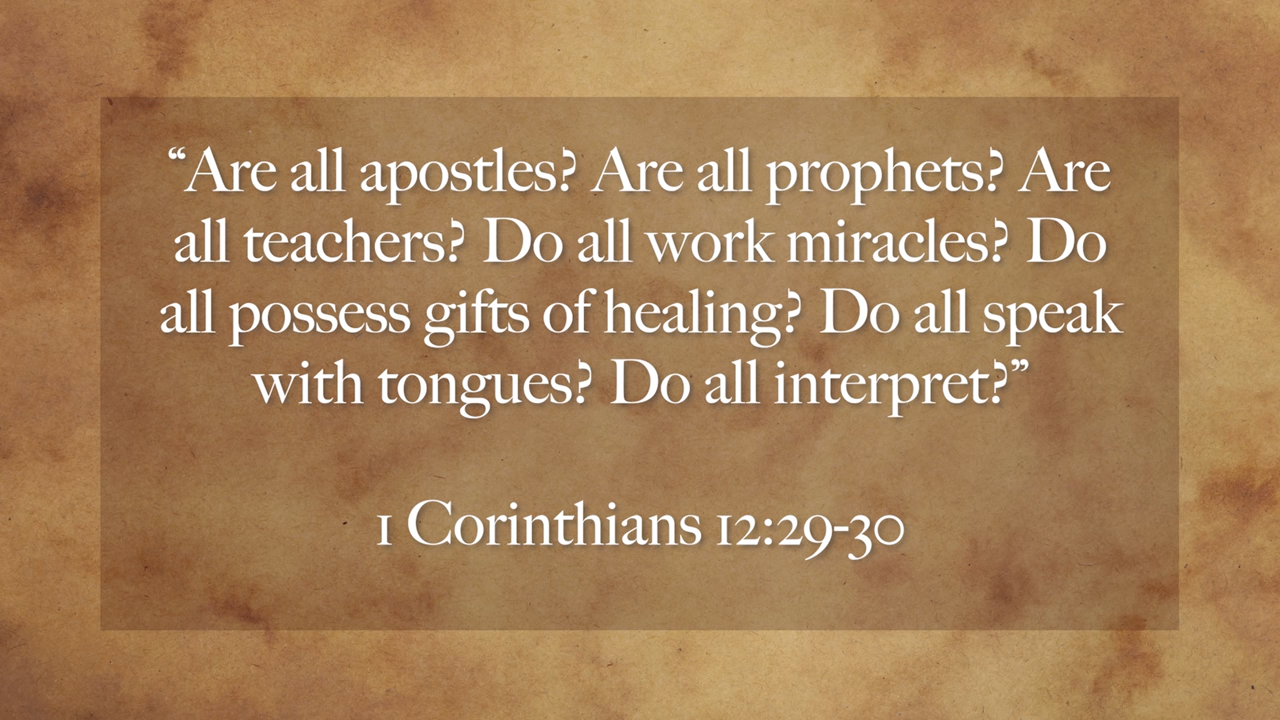 “Are all apostles? Are all prophets? Are
all teachers? Do all work miracles? Do
all possess gifts of healing? Do all speak
with tongues? Do all interpret?”
1 Corinthians 12:29-30